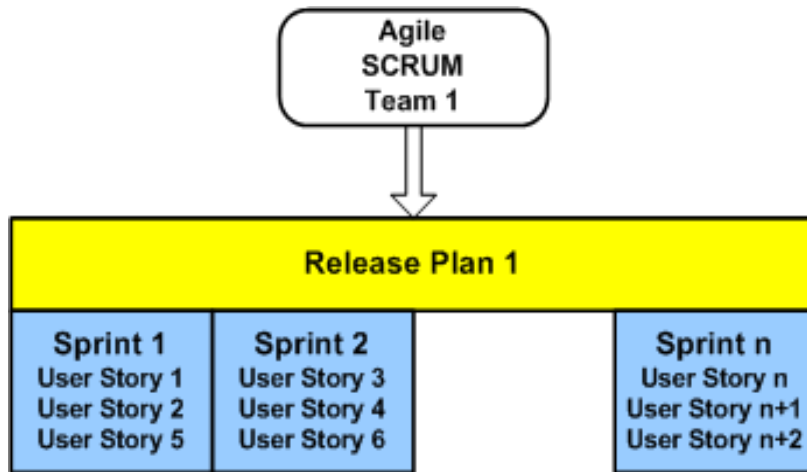 Agile
SCRUM
Team 1
Release Plan 1
Sprint 1
User Story 1
User Story 2
User Story 5
Sprint 2
User Story 3
User Story 4
User Story 6
Sprint n
User Story n
User Story n+1
User Story n+2